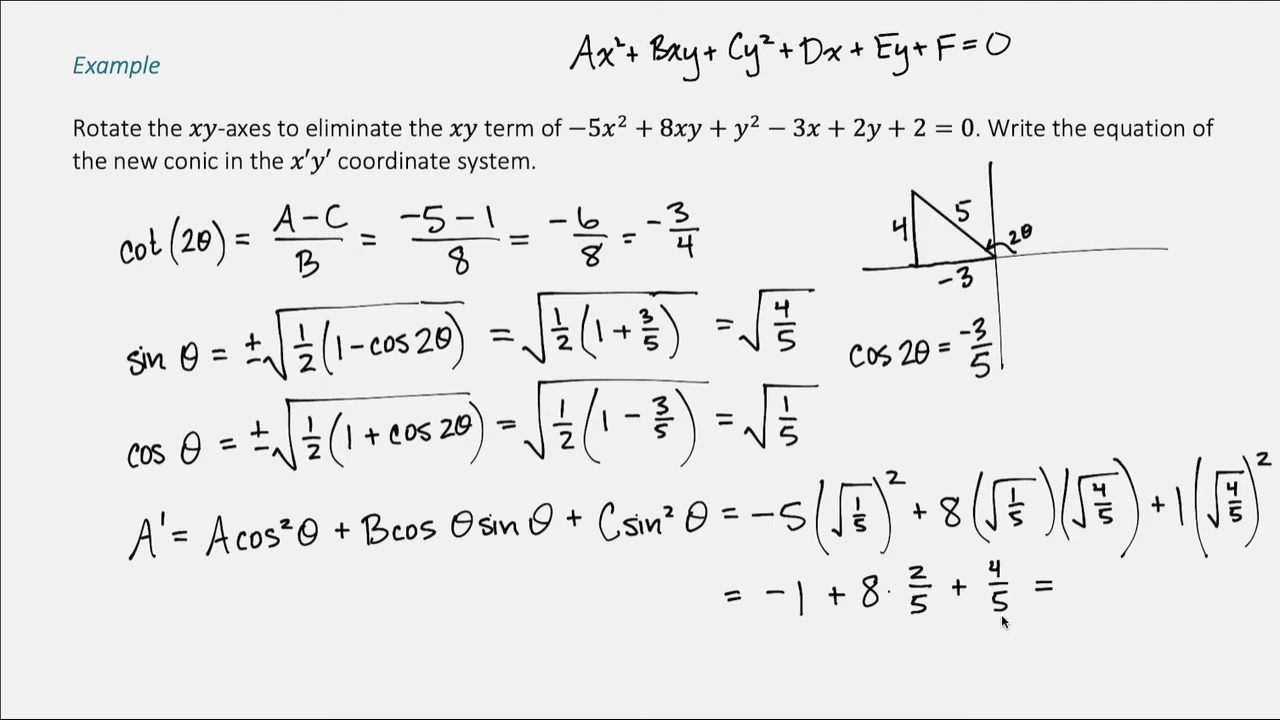 Ax² + Bxy + Cy² + Dx + Ey + F = 0
Example
Rotate the xy-axes to eliminate the xy term of −5x² + 8xy + y² − 3x + 2y + 2 = 0. Write the equation of
the new conic in the x′y′ coordinate system.
cot(2θ) = (A − C)/B = (−5 − 1)/8 = −6/8 = −3/4
4
5
2θ
−3
sin θ = ±√(1/2 (1 − cos 2θ)) = √(1/2 (1 + 3/5)) = √(4/5)
cos 2θ = −3/5
cos θ = ±√(1/2 (1 + cos 2θ)) = √(1/2 (1 − 3/5)) = √(1/5)
A' = A cos² θ + B cos θ sin θ + C sin² θ = −5(√(1/5))² + 8(√(1/5))(√(4/5)) + 1(√(4/5))²
= −1 + 8 · 2/5 + 4/5 =